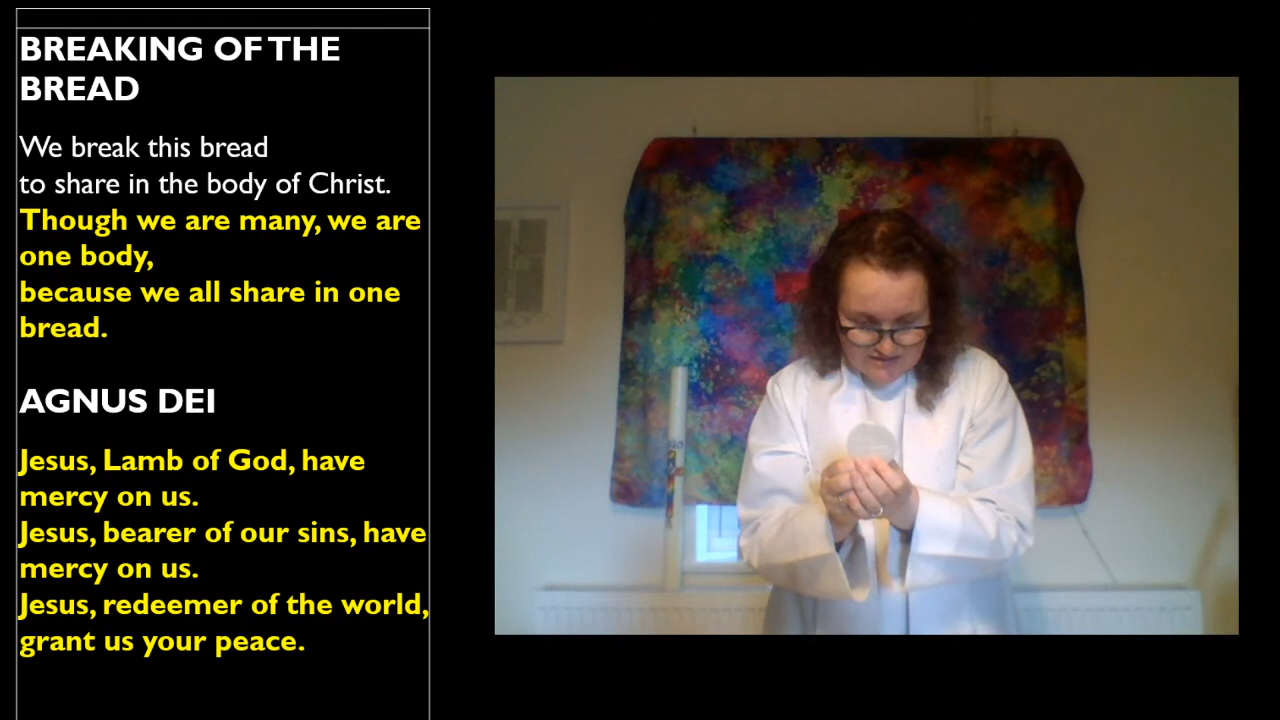 BREAKING OF THE
BREAD
We break this bread
to share in the body of Christ.
Though we are many, we are
one body,
because we all share in one
bread.
AGNUS DEI
Jesus, Lamb of God, have
mercy on us.
Jesus, bearer of our sins, have
mercy on us.
Jesus, redeemer of the world,
grant us your peace.